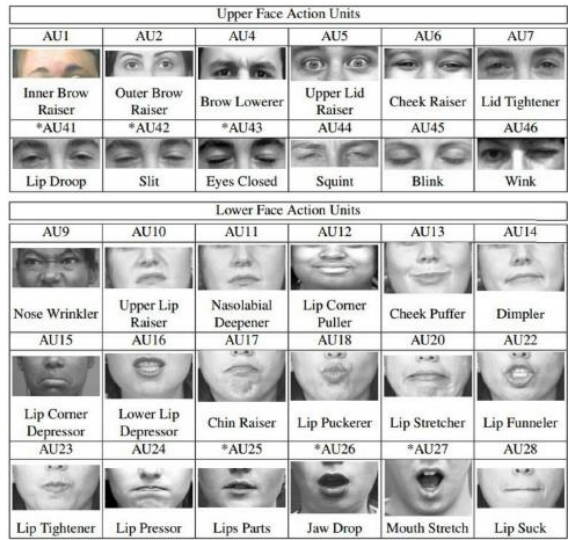 Upper Face Action Units
AU1 AU2 AU4 AU5 AU6 AU7
Inner Brow Raiser
Outer Brow Raiser
Brow Lowerer
Upper Lid Raiser
Cheek Raiser
Lid Tightener
*AU41 *AU42 *AU43 AU44 AU45 AU46
Lip Droop Slit Eyes Closed Squint Blink Wink
Lower Face Action Units
AU9 AU10 AU11 AU12 AU13 AU14
Nose Wrinkler
Upper Lip Raiser
Nasolabial Deepener
Lip Corner Puller
Cheek Puffer
Dimpler
AU15 AU16 AU17 AU18 AU20 AU22
Lip Corner Depressor
Lower Lip Depressor
Chin Raiser
Lip Puckerer
Lip Stretcher
Lip Funneler
AU23 AU24 *AU25 *AU26 *AU27 AU28
Lip Tightener Lip Pressor Lips Parts Jaw Drop Mouth Stretch Lip Suck